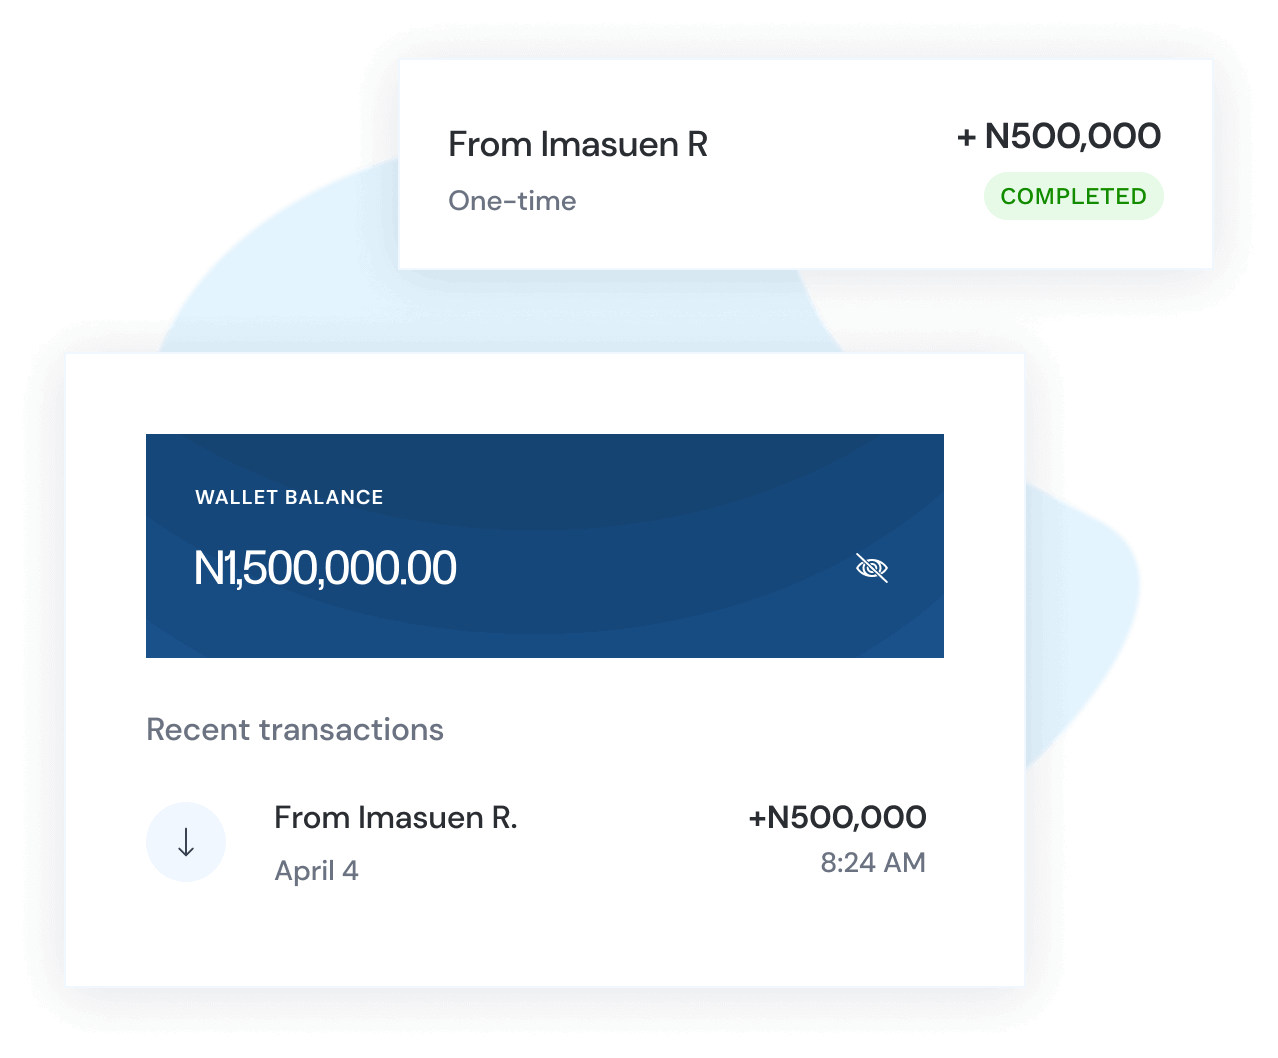 From Imasuen R
+ N500,000
One-time
COMPLETED
WALLET BALANCE
N1,500,000.00
Recent transactions
From Imasuen R.
+N500,000
April 4
8:24 AM